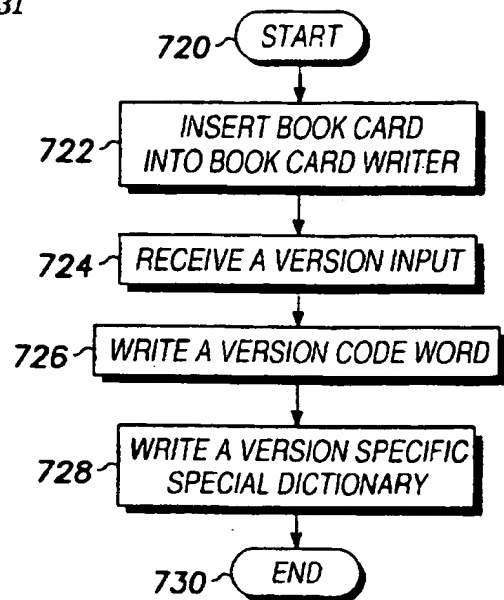 31
720 START
722 INSERT BOOK CARD
INTO BOOK CARD WRITER
724 RECEIVE A VERSION INPUT
726 WRITE A VERSION CODE WORD
728 WRITE A VERSION SPECIFIC
SPECIAL DICTIONARY
730 END